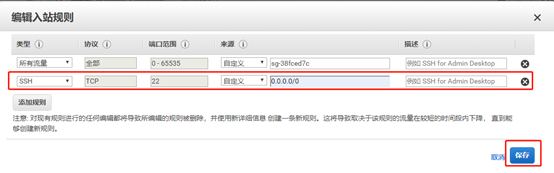 编辑入站规则
类型 协议 端口范围 来源 描述
所有流量 全部 0 - 65535 自定义 sg-38fced7c 例如 SSH for Admin Desktop
SSH TCP 22 自定义 0.0.0.0/0 例如 SSH for Admin Desktop
添加规则
注意: 对现有规则进行的任何编辑都将导致所编辑的规则被删除，并使用新详细信息 创建一条新规则。这将导致取决于该规则的流量在较短的时间段内下降， 直到能
够创建新规则。
取消 保存